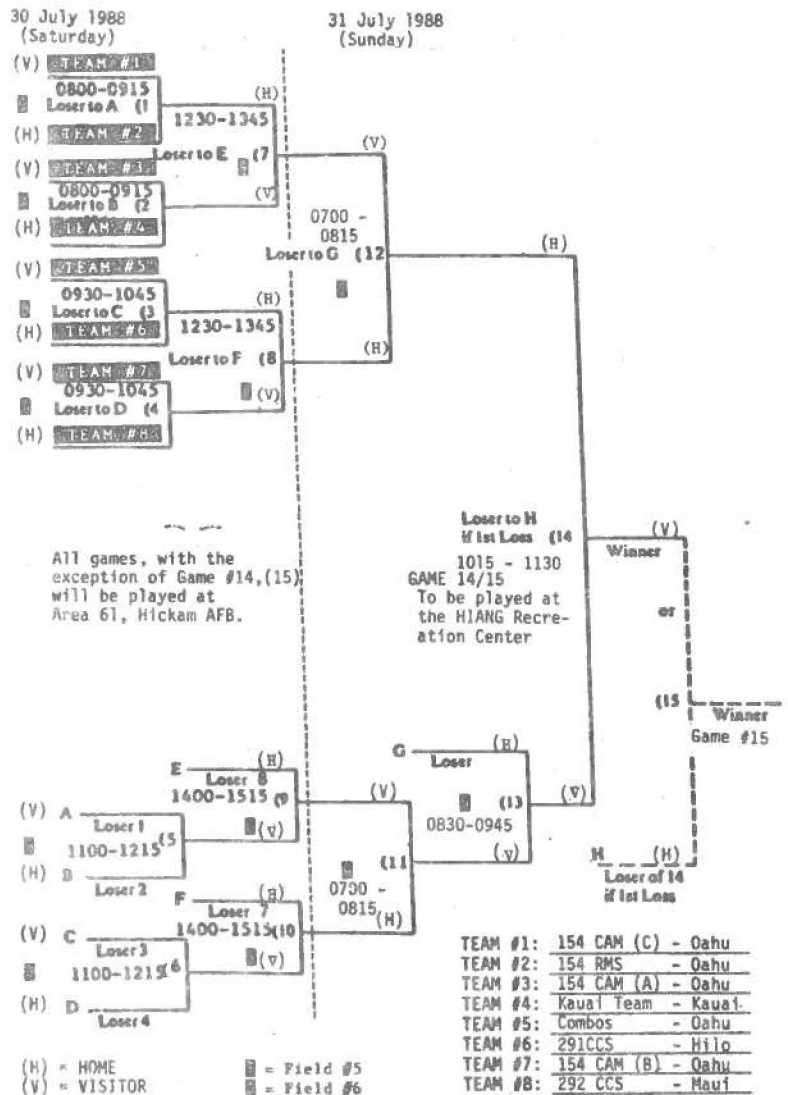 30 July 1988
(Saturday)
31 July 1988
(Sunday)
(V) TEAM #1
0800-0915
Loser to A (1
(H) TEAM #2
(H)
1230-1345
Loser to E (7
(V) TEAM #3
0800-0915
Loser to B (2
(V)
(H) TEAM #4
(V)
0700 -
0815
Loser to G (12
(H)
(V) TEAM #5
0930-1045
Loser to C (3
(H) TEAM #6
(H)
1230-1345
Loser to F (8
(H)
(V) TEAM #7
0930-1045
Loser to D (4
(V)
(H) TEAM #8
All games, with the
exception of Game #14,(15)
will be played at
Area 61, Hickam AFB.
Loser to H
if 1st Loss (14
1015 - 1130
GAME 14/15
To be played at
the HIANG Recre-
ation Center
(V)
Winner
or
(15
Winner
Game #15
E (H)
Loser 8
1400-1515 (9
(V)
(V) A
Loser 1
1100-1215 (5
(H) B
Loser 2
(V)
(11
0700 -
0815
(H)
G (H)
Loser
(13
0830-0945
(V)
(V)
H (H)
Loser of 14
if 1st Loss
F (H)
Loser 7
1400-1515 (10
(V)
(V) C
Loser 3
1100-1215 (6
(H) D
Loser 4
TEAM #1: 154 CAM (C) - Oahu
TEAM #2: 154 RMS - Oahu
TEAM #3: 154 CAM (A) - Oahu
TEAM #4: Kauai Team - Kauai
TEAM #5: Combos - Oahu
TEAM #6: 291CCS - Hilo
TEAM #7: 154 CAM (B) - Oahu
TEAM #8: 292 CCS - Maui
(H) = HOME
(V) = VISITOR
= Field #5
= Field #6